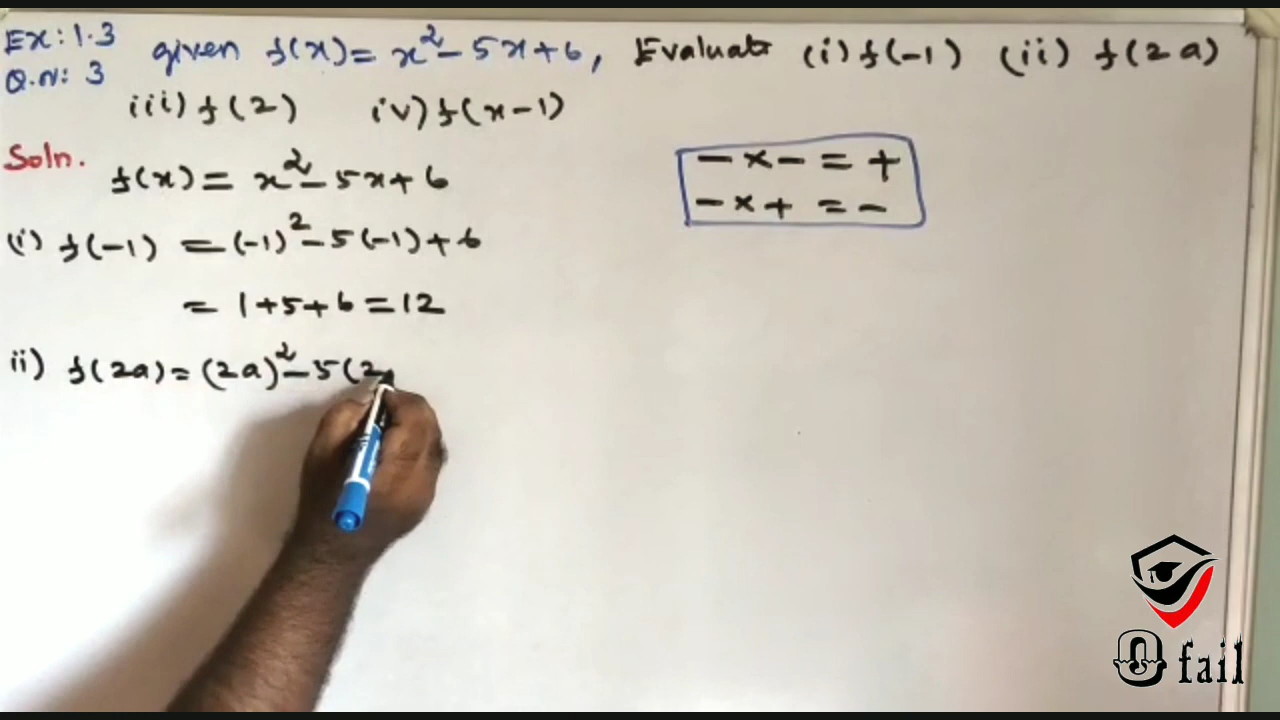 Ex: 1.3 given f(x) = x² - 5x + 6, Evaluate (i) f(-1) (ii) f(2a)
Q.N: 3
iii) f(2) iv) f(x-1)
Soln.
f(x) = x² - 5x + 6
- × - = +
- × + = -
(i) f(-1) = (-1)² - 5(-1) + 6
= 1 + 5 + 6 = 12
ii) f(2a) = (2a)² - 5(2
0 fail